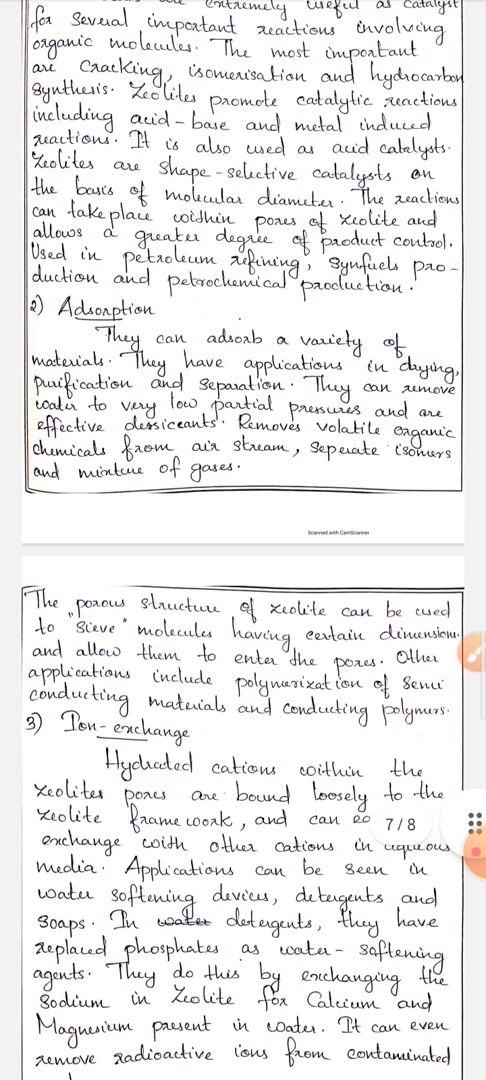 extremely useful as catalyst
for several important reactions involving
organic molecules. The most important
are cracking, isomerisation and hydrocarbon
synthesis. Zeolites promote catalytic reactions
including acid-base and metal induced
reactions. It is also used as acid catalysts.
Zeolites are shape-selective catalysts on
the basis of molecular diameter. The reactions
can take place within pores of zeolite and
allows a greater degree of product control.
Used in petroleum refining, synfuels pro-
duction and petrochemical production.
2) Adsorption
They can adsorb a variety of
materials. They have applications in drying,
purification and separation. They can remove
water to very low partial pressures and are
effective dessiccants. Removes volatile organic
chemicals from air stream, seperate isomers
and mixture of gases.
Scanned with CamScanner
The porous structure of zeolite can be used
to "sieve" molecules having certain dimensions.
and allow them to enter the pores. Other
applications include polymerization of semi
conducting materials and conducting polymers.
3) Ion-exchange
Hydrated cations within the
zeolites pores are bound loosely to the
zeolite frame work, and can
7/8
exchange with other cations in aqueous
media. Applications can be seen in
water softening devices, detergents and
soaps. In water detergents, they have
replaced phosphates as water-softening
agents. They do this by exchanging the
sodium in Zeolite for Calcium and
Magnesium present in water. It can even
remove radioactive ions from contaminated